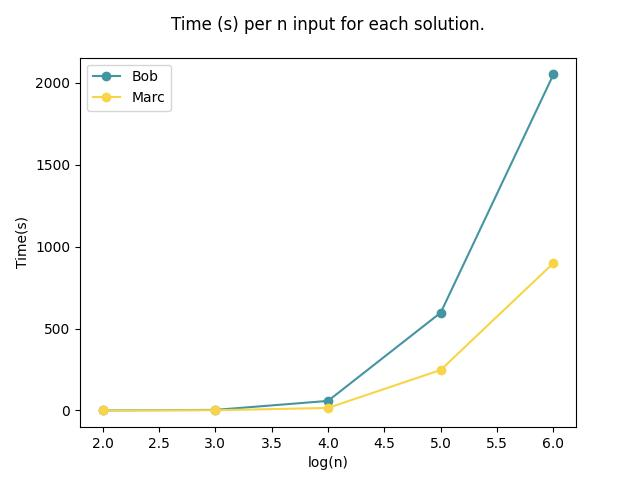 Time (s) per n input for each solution.
Bob
Marc
2000
1500
1000
500
0
Time(s)
2.0 2.5 3.0 3.5 4.0 4.5 5.0 5.5 6.0
log(n)